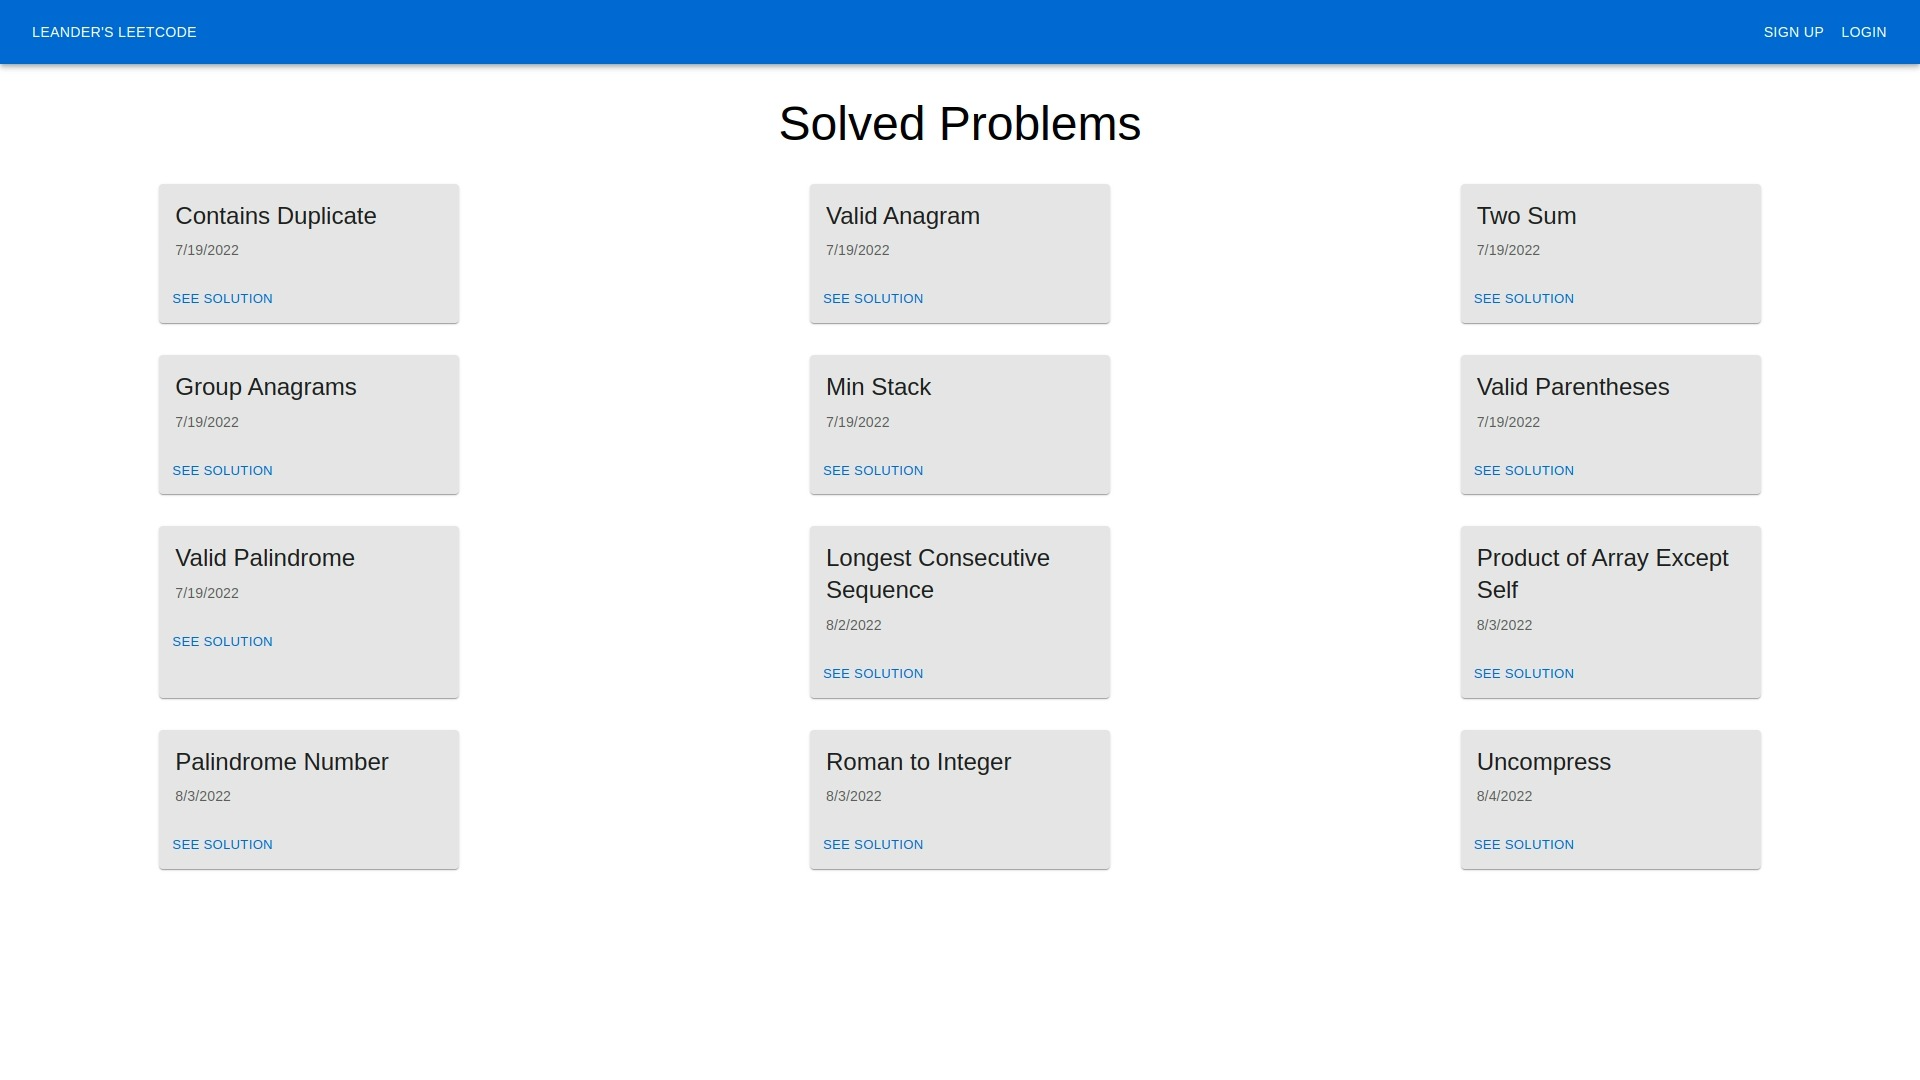 LEANDER'S LEETCODE
SIGN UP
LOGIN
Solved Problems
Contains Duplicate
7/19/2022
SEE SOLUTION
Valid Anagram
7/19/2022
SEE SOLUTION
Two Sum
7/19/2022
SEE SOLUTION
Group Anagrams
7/19/2022
SEE SOLUTION
Min Stack
7/19/2022
SEE SOLUTION
Valid Parentheses
7/19/2022
SEE SOLUTION
Valid Palindrome
7/19/2022
SEE SOLUTION
Longest Consecutive
Sequence
8/2/2022
SEE SOLUTION
Product of Array Except
Self
8/3/2022
SEE SOLUTION
Palindrome Number
8/3/2022
SEE SOLUTION
Roman to Integer
8/3/2022
SEE SOLUTION
Uncompress
8/4/2022
SEE SOLUTION